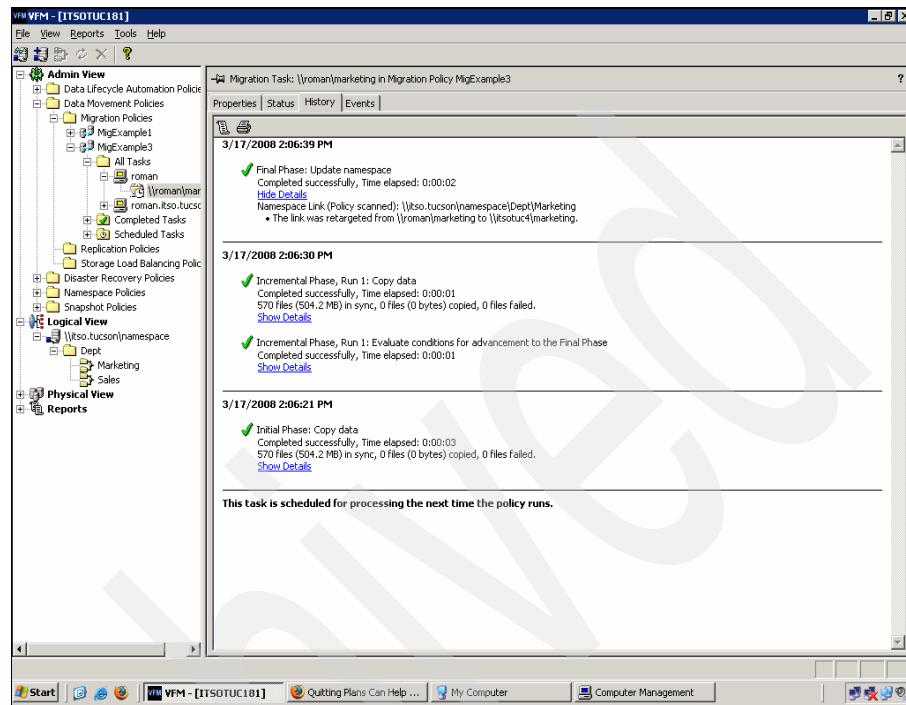 VFM VFM - [ITSOTUC181]
File View Reports Tools Help
Admin View
Data Lifecycle Automation Policie
Data Movement Policies
Migration Policies
MigExample1
MigExample3
All Tasks
roman
\\roman\mar
roman.itso.tucsc
Completed Tasks
Scheduled Tasks
Replication Policies
Storage Load Balancing Polic
Disaster Recovery Policies
Namespace Policies
Snapshot Policies
Logical View
\\itso.tucson\namespace
Dept
Marketing
Sales
Physical View
Reports
Migration Task: \\roman\marketing in Migration Policy MigExample3 ?
Properties Status History Events
3/17/2008 2:06:39 PM
Final Phase: Update namespace
Completed successfully, Time elapsed: 0:00:02
Hide Details
Namespace Link (Policy scanned): \\itso.tucson\namespace\Dept\Marketing
• The link was retargeted from \\roman\marketing to \\itsotuc4\marketing.
3/17/2008 2:06:30 PM
Incremental Phase, Run 1: Copy data
Completed successfully, Time elapsed: 0:00:01
570 files (504.2 MB) in sync, 0 files (0 bytes) copied, 0 files failed.
Show Details
Incremental Phase, Run 1: Evaluate conditions for advancement to the Final Phase
Completed successfully, Time elapsed: 0:00:01
Show Details
3/17/2008 2:06:21 PM
Initial Phase: Copy data
Completed successfully, Time elapsed: 0:00:03
570 files (504.2 MB) in sync, 0 files (0 bytes) copied, 0 files failed.
Show Details
This task is scheduled for processing the next time the policy runs.
Start VFM VFM - [ITSOTUC181] Quitting Plans Can Help ... My Computer Computer Management